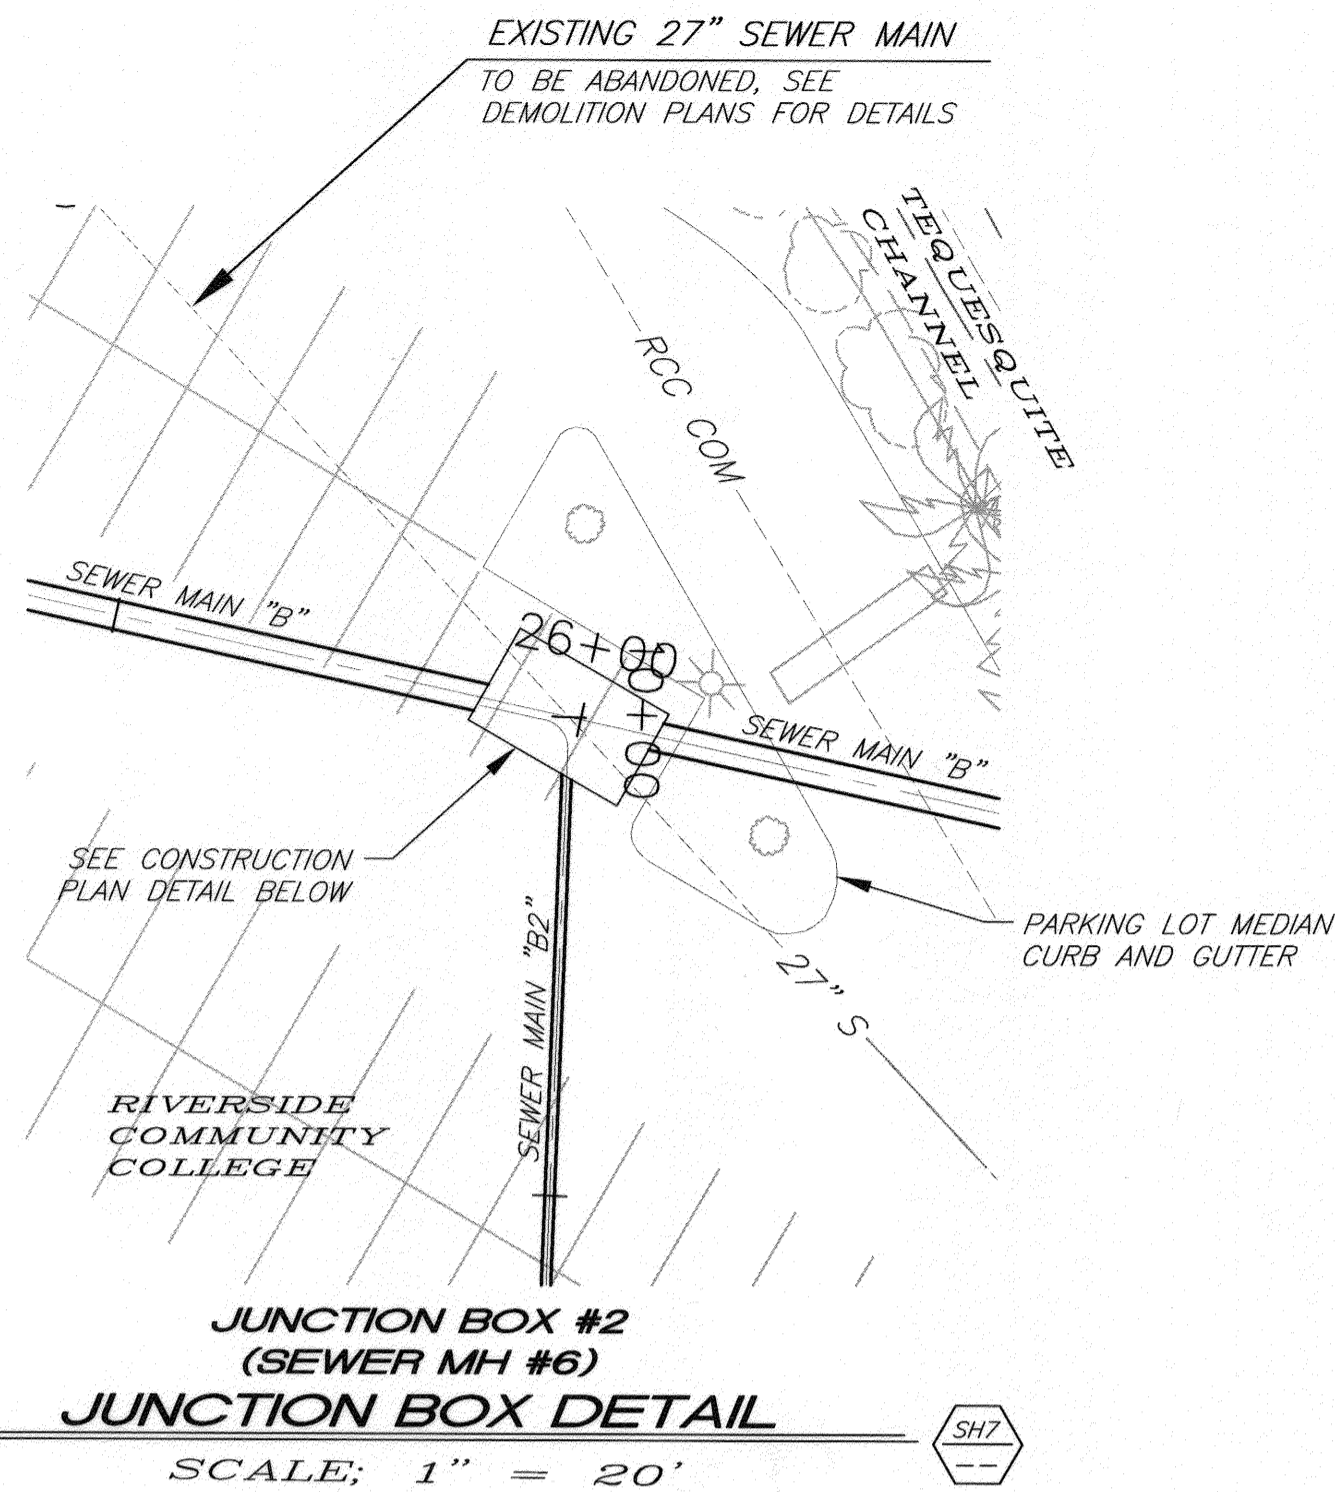 EXISTING 27" SEWER MAIN
TO BE ABANDONED, SEE
DEMOLITION PLANS FOR DETAILS
TEQUESQUITE
CHANNEL
RCC COM
SEWER MAIN "B"
26+00
0+00
SEWER MAIN "B"
SEE CONSTRUCTION
PLAN DETAIL BELOW
SEWER MAIN "B2"
PARKING LOT MEDIAN
CURB AND GUTTER
27" S
RIVERSIDE
COMMUNITY
COLLEGE
JUNCTION BOX #2
(SEWER MH #6)
JUNCTION BOX DETAIL
SCALE; 1" = 20'
SH7
--